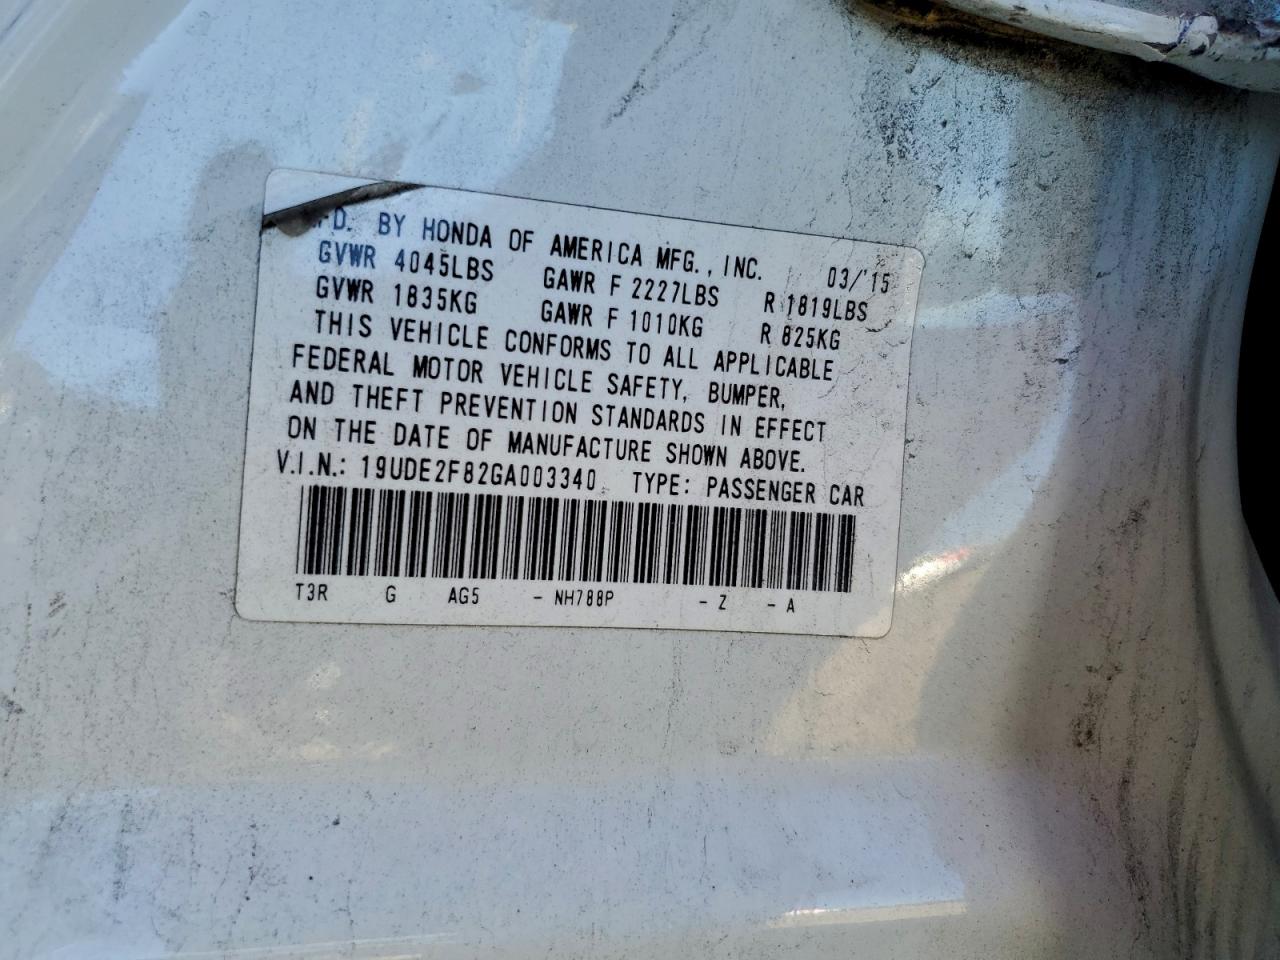 MFD. BY HONDA OF AMERICA MFG., INC. 03/'15
GVWR 4045LBS GAWR F 2227LBS R 1819LBS
GVWR 1835KG GAWR F 1010KG R 825KG
THIS VEHICLE CONFORMS TO ALL APPLICABLE
FEDERAL MOTOR VEHICLE SAFETY, BUMPER,
AND THEFT PREVENTION STANDARDS IN EFFECT
ON THE DATE OF MANUFACTURE SHOWN ABOVE.
V.I.N.: 19UDE2F82GA003340 TYPE: PASSENGER CAR
T3R G AG5 - NH788P - Z - A